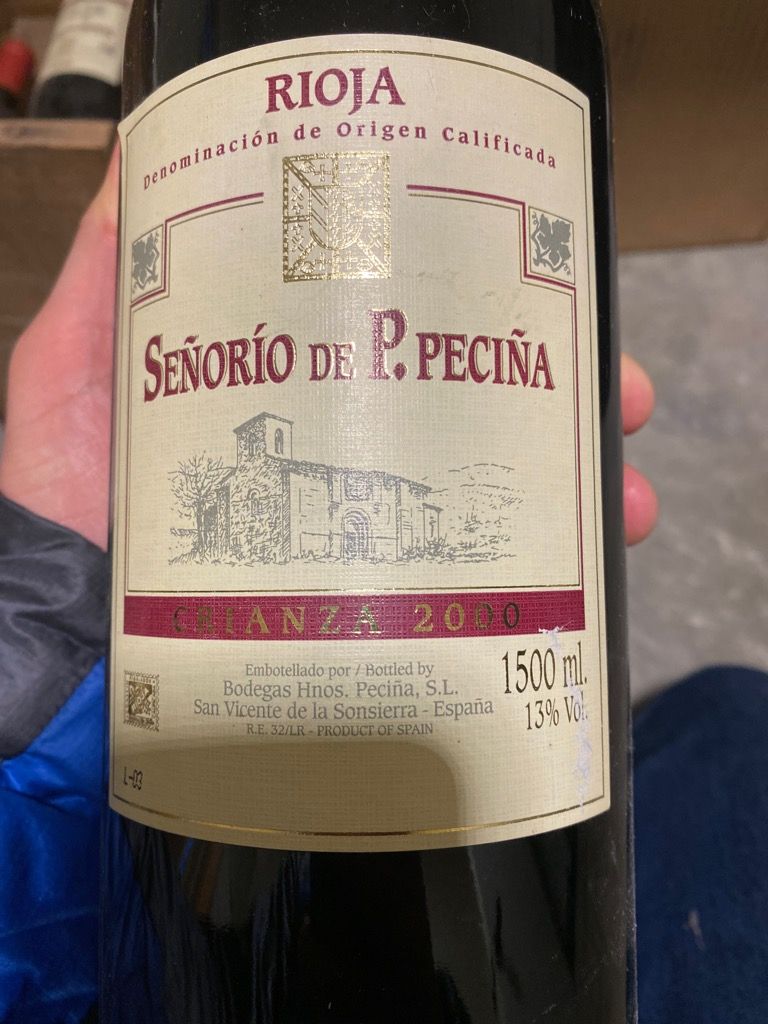 RIOJA
Denominación de Origen Calificada
SEÑORÍO DE P. PECIÑA
CRIANZA 2000
Embotellado por / Bottled by
Bodegas Hnos. Peciña, S.L.
San Vicente de la Sonsierra - España
R.E. 32/LR - PRODUCT OF SPAIN
1500 ml.
13% Vol.
L-03